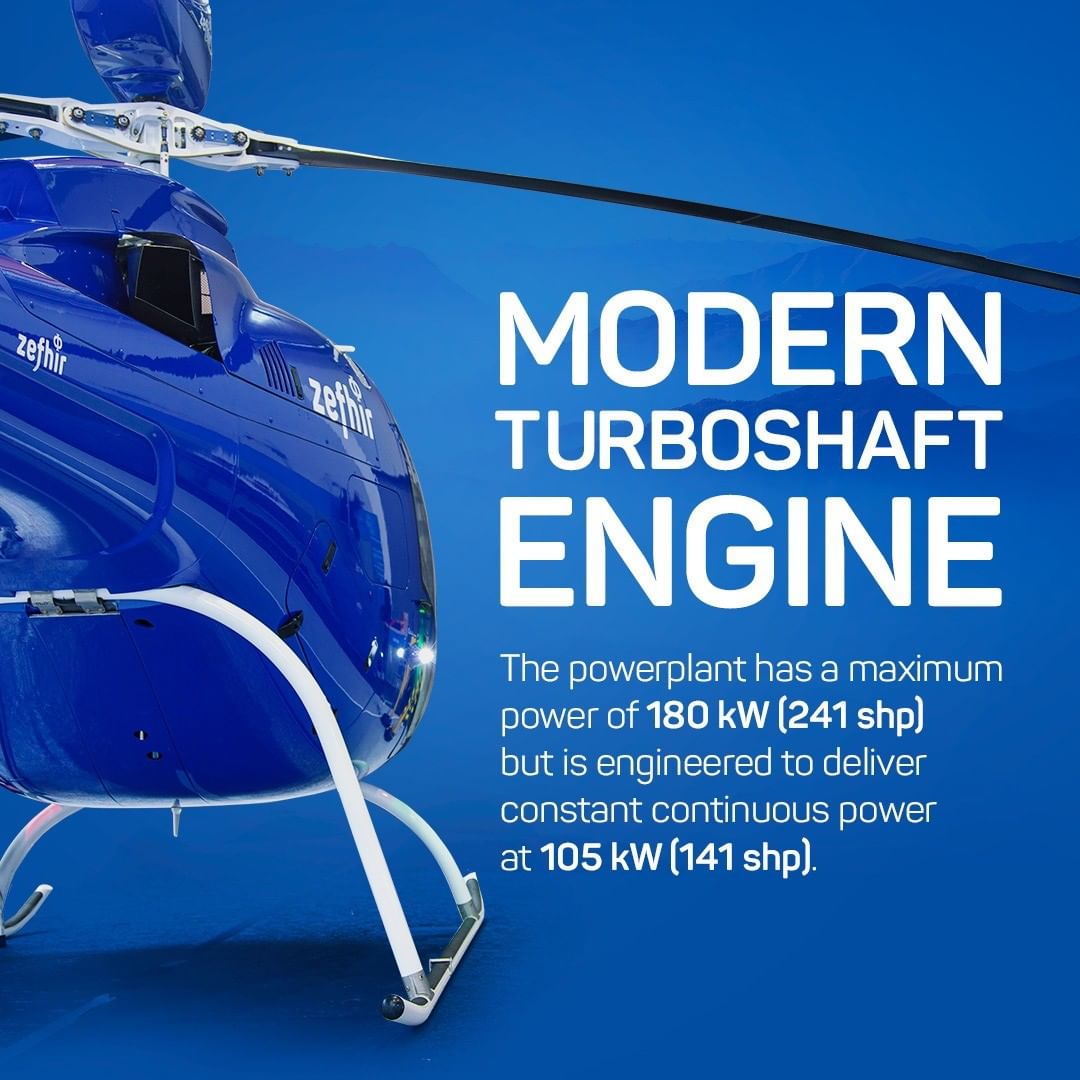 zefhir
zefhir
MODERN
TURBOSHAFT
ENGINE
The powerplant has a maximum
power of 180 kW (241 shp)
but is engineered to deliver
constant continuous power
at 105 kW (141 shp).